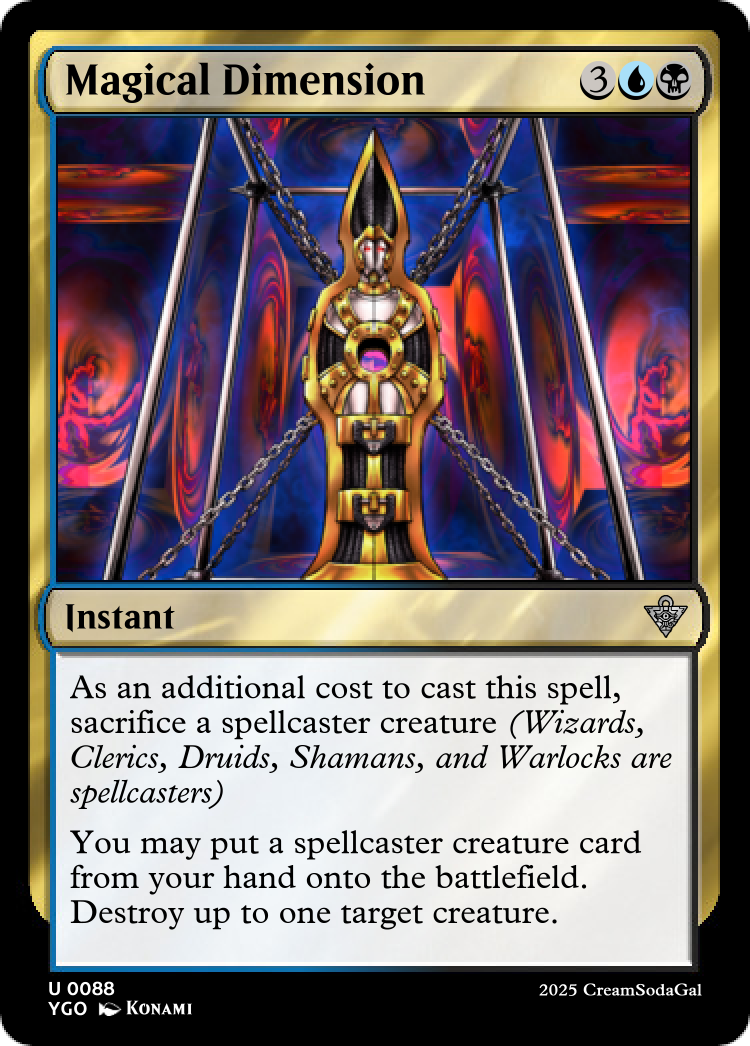 Magical Dimension 3
Instant
As an additional cost to cast this spell,
sacrifice a spellcaster creature (Wizards,
Clerics, Druids, Shamans, and Warlocks are
spellcasters)
You may put a spellcaster creature card
from your hand onto the battlefield.
Destroy up to one target creature.
U 0088
YGO KONAMI
2025 CreamSodaGal